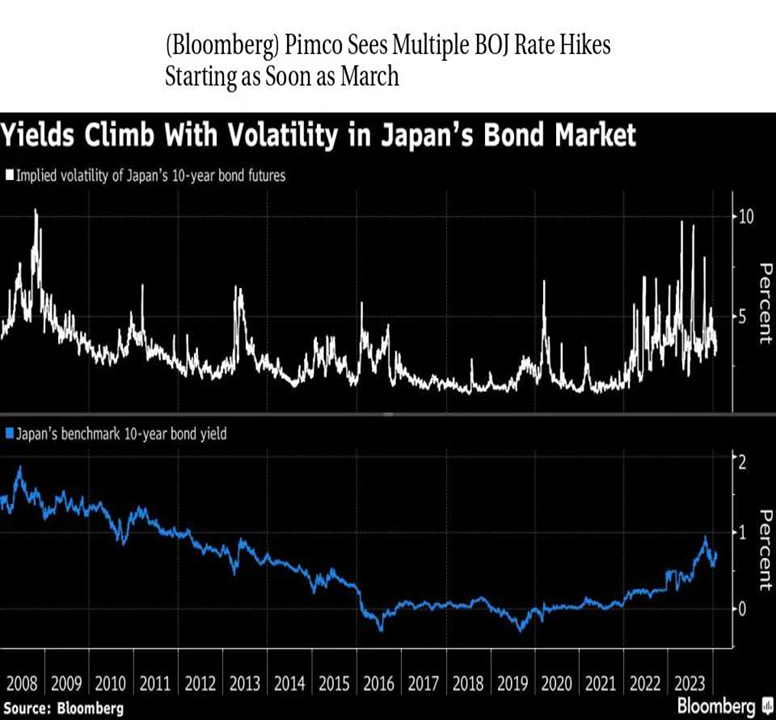 (Bloomberg) Pimco Sees Multiple BOJ Rate Hikes
Starting as Soon as March
Yields Climb With Volatility in Japan's Bond Market
Implied volatility of Japan's 10-year bond futures
10
5
Percent
Japan's benchmark 10-year bond yield
2
1
0
Percent
2008 2009 2010 2011 2012 2013 2014 2015 2016 2017 2018 2019 2020 2021 2022 2023
Source: Bloomberg
Bloomberg